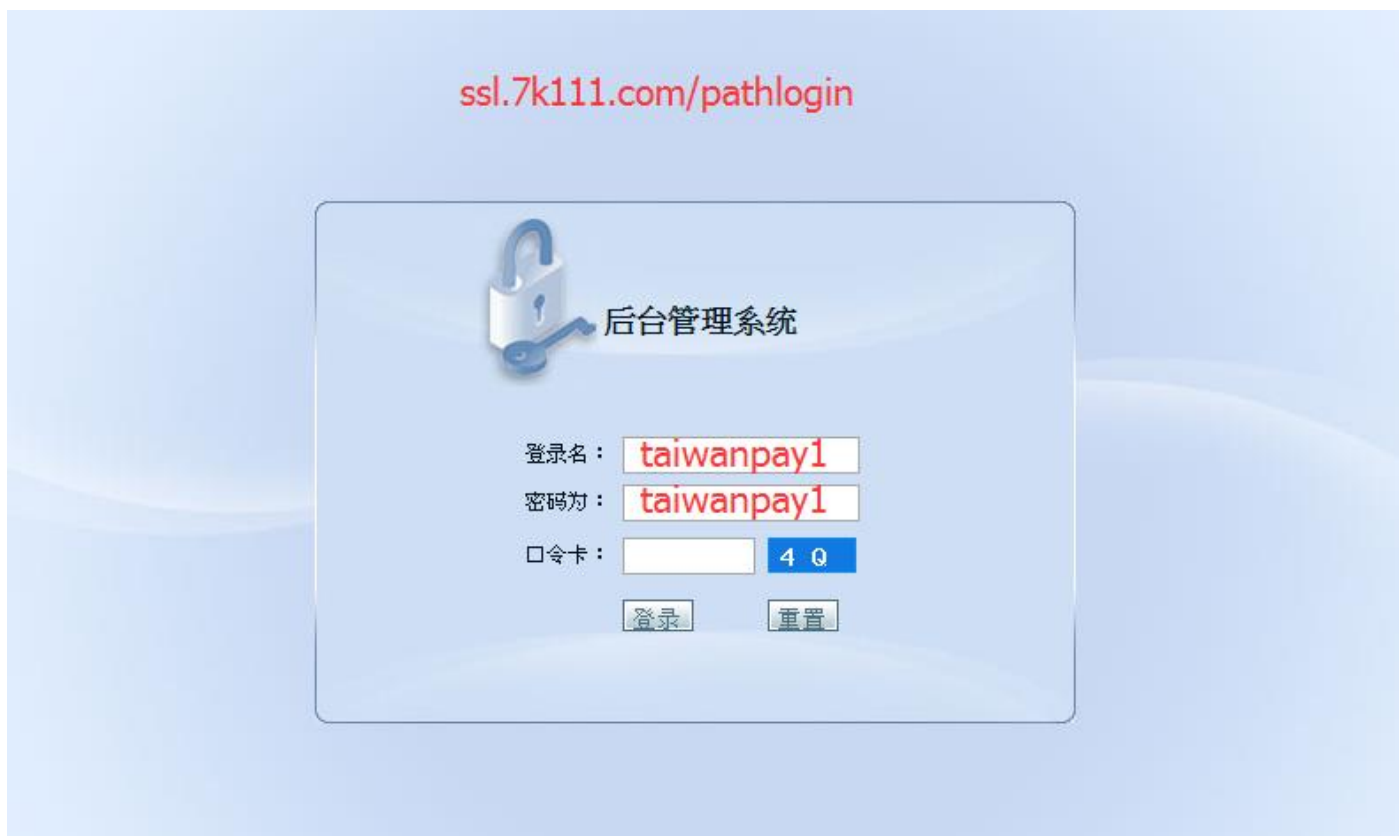 ssl.7k111.com/pathlogin
后台管理系统
登录名： taiwanpay1
密码为： taiwanpay1
口令卡： 4 Q
登录 重置